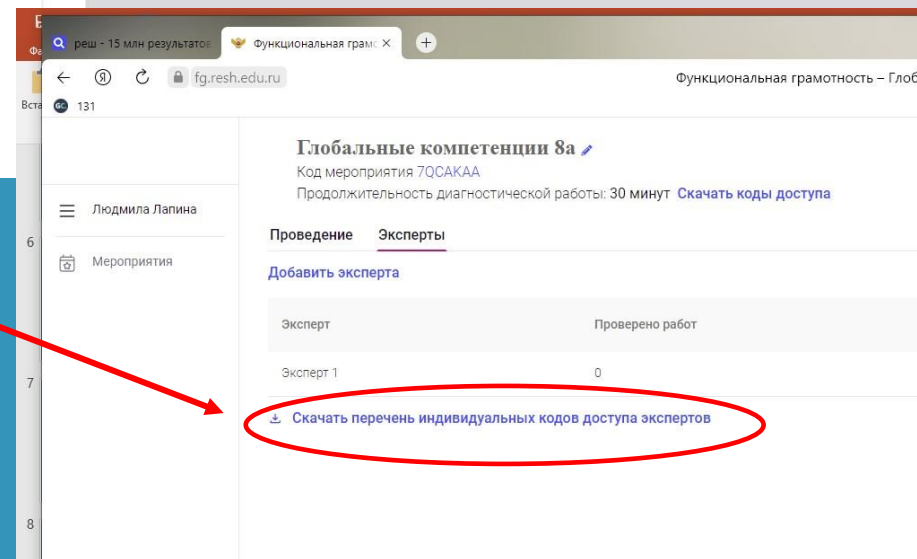 реш - 15 млн результатов
Функциональная грамс
fg.resh.edu.ru
Функциональная грамотность – Глоб
Вста
131
Глобальные компетенции 8а
Код мероприятия 7QCAKAA
Продолжительность диагностической работы: 30 минут Скачать коды доступа
Людмила Лапина
Проведение Эксперты
6
Мероприятия
Добавить эксперта
Эксперт Проверено работ
Эксперт 1 0
7
Скачать перечень индивидуальных кодов доступа экспертов
8